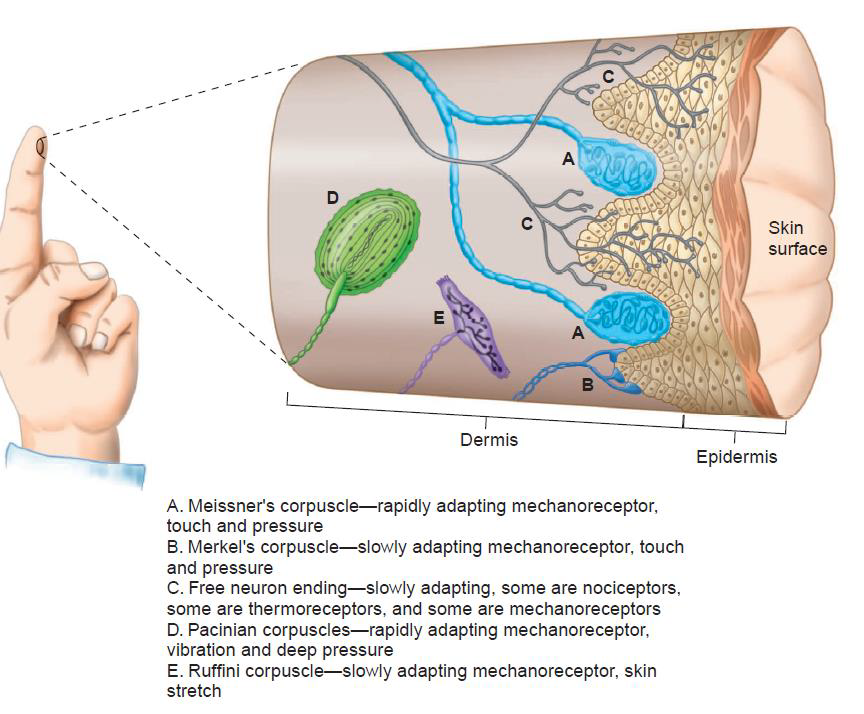 C
A
D
C
Skin
surface
E
A
B
Dermis
Epidermis
A. Meissner's corpuscle—rapidly adapting mechanoreceptor,
touch and pressure
B. Merkel's corpuscle—slowly adapting mechanoreceptor, touch
and pressure
C. Free neuron ending—slowly adapting, some are nociceptors,
some are thermoreceptors, and some are mechanoreceptors
D. Pacinian corpuscles—rapidly adapting mechanoreceptor,
vibration and deep pressure
E. Ruffini corpuscle—slowly adapting mechanoreceptor, skin
stretch